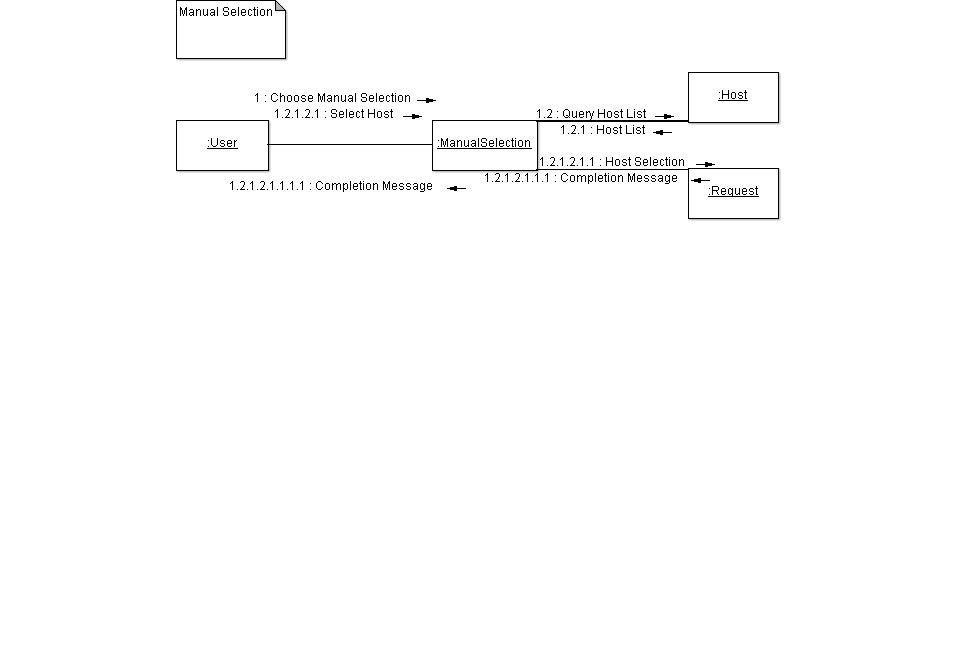 Manual Selection
:Host
1 : Choose Manual Selection
1.2.1.2.1 : Select Host
1.2 : Query Host List
1.2.1 : Host List
:User
:ManualSelection
1.2.1.2.1.1 : Host Selection
1.2.1.2.1.1.1 : Completion Message
1.2.1.2.1.1.1.1 : Completion Message
:Request